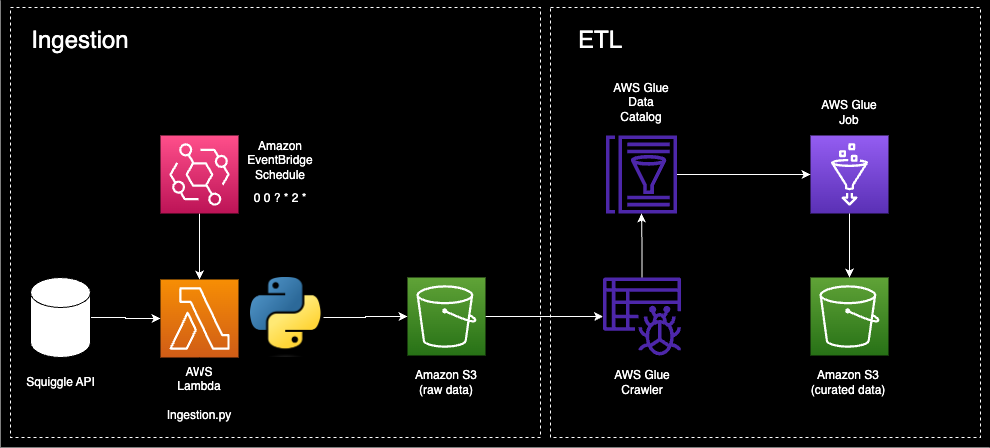 Ingestion
ETL
Amazon
EventBridge
Schedule
0 0 ? * 2 *
AWS Glue
Data
Catalog
AWS Glue
Job
Squiggle API
AWS
Lambda
Ingestion.py
Amazon S3
(raw data)
AWS Glue
Crawler
Amazon S3
(curated data)